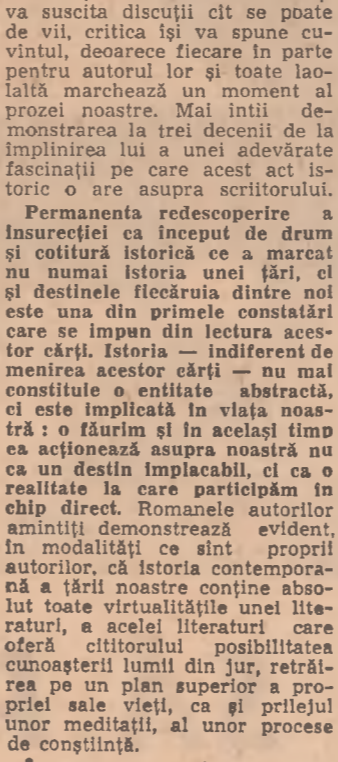 va suscita discuţii cît se poate
de vii, critica îşi va spune cu-
vîntul, deoarece fiecare în parte
pentru autorul lor şi toate lao-
laltă marchează un moment al
prozei noastre. Mai întîi de-
monstrarea la trei decenii de la
împlinirea lui a unei adevărate
fascinaţii pe care acest act is-
toric o are asupra scriitorului.
Permanenta redescoperire a
insurecţiei ca început de drum
şi cotitură istorică ce a marcat
nu numai istoria unei ţări, ci
şi destinele fiecăruia dintre noi
este una din primele constatări
care se impun din lectura aces-
tor cărţi. Istoria — indiferent de
menirea acestor cărţi — nu mai
constituie o entitate abstractă,
ci este implicată în viaţa noas-
tră : o făurim şi în acelaşi timp
ea acţionează asupra noastră nu
ca un destin implacabil, ci ca o
realitate la care participăm în
chip direct. Romanele autorilor
amintiţi demonstrează evident,
în modalităţi ce sînt proprii
autorilor, că istoria contempora-
nă a ţării noastre conţine abso-
lut toate virtualităţile unei lite-
raturi, a acelei literaturi care
oferă cititorului posibilitatea
cunoaşterii lumii din jur, retrăi-
rea pe un plan superior a pro-
priei sale vieţi, ca şi prilejul
unor meditaţii, al unor procese
de conştiinţă.